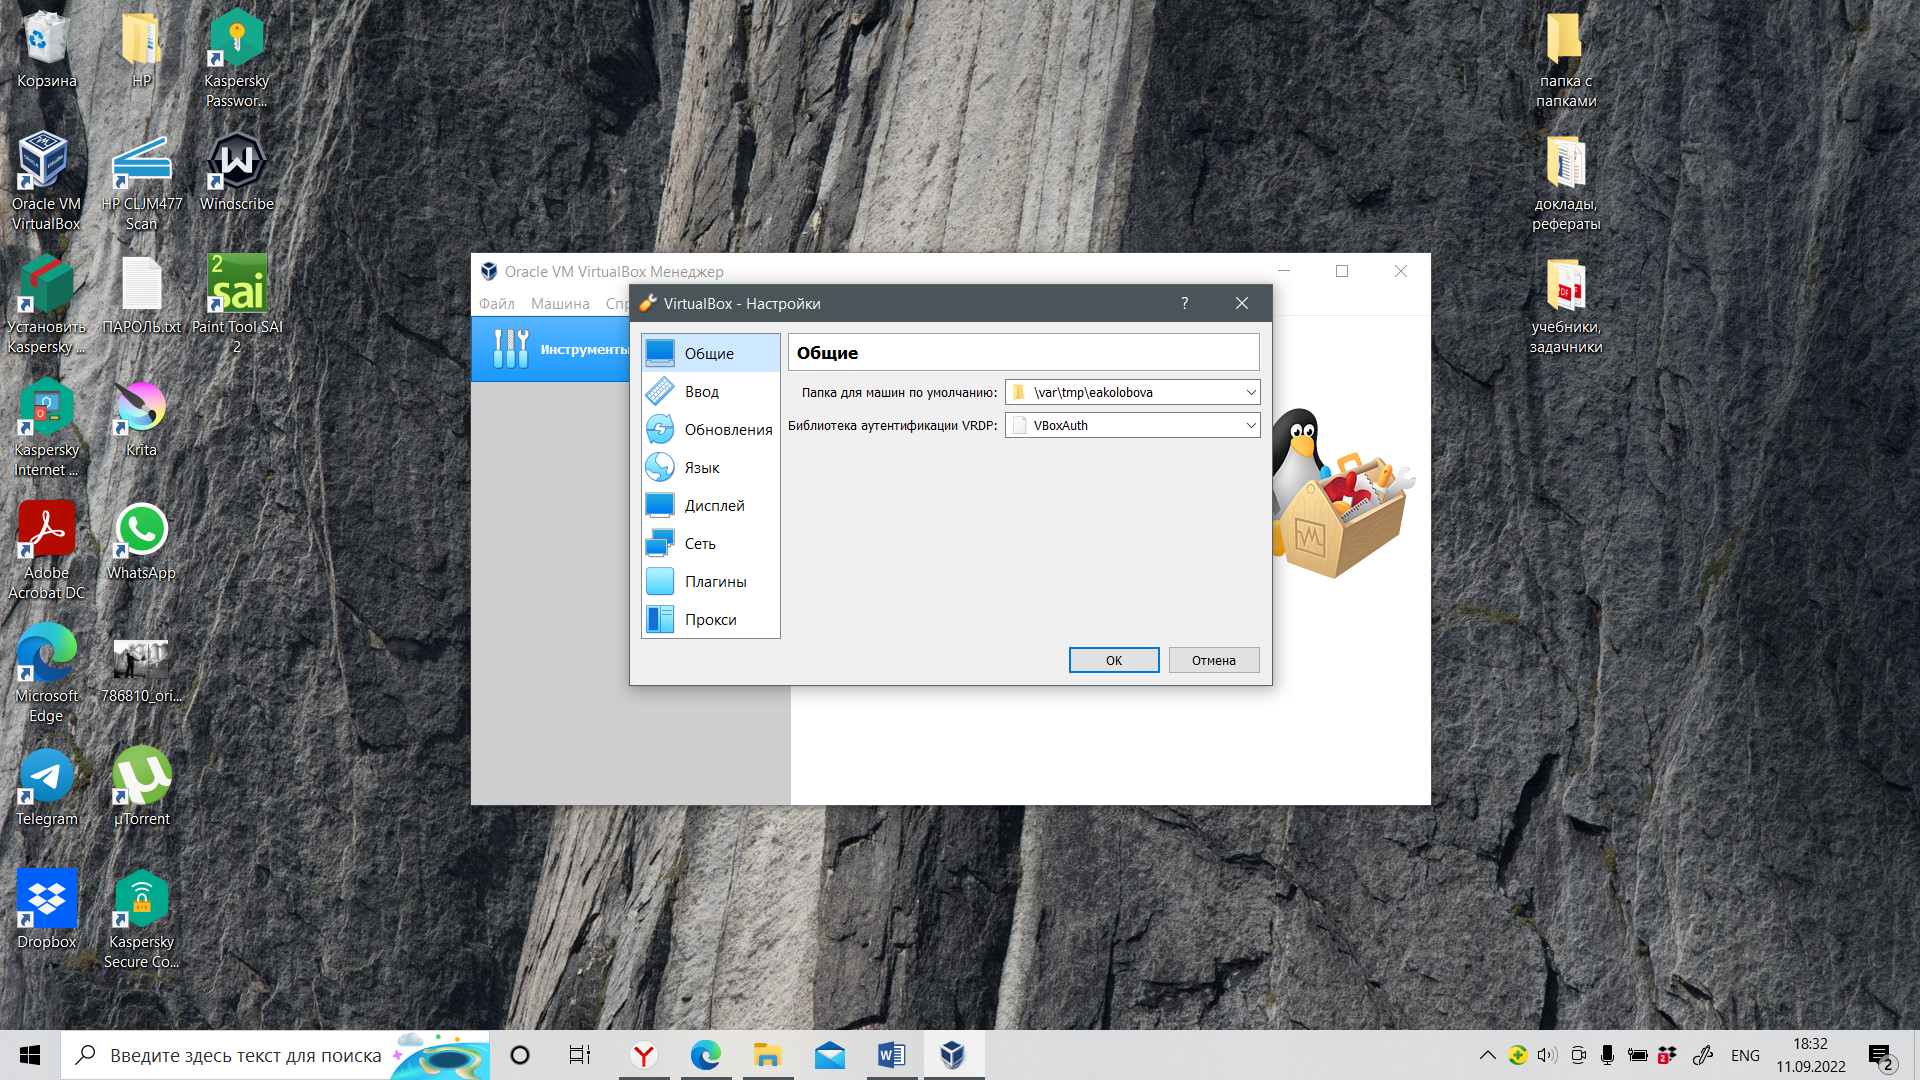 Корзина
HP
Kaspersky
Passwor...
Oracle VM
VirtualBox
HP CLJM477
Scan
Windscribe
Установить
Kaspersky ...
ПАРОЛЬ.txt
2
sai
Paint Tool SAI
2
Kaspersky
Internet ...
Krita
Adobe
Acrobat DC
WhatsApp
Microsoft
Edge
786810_ori...
Telegram
µTorrent
Dropbox
Kaspersky
Secure Co...
папка с
папками
доклады,
рефераты
учебники,
задачники
Oracle VM VirtualBox Менеджер
Файл Машина Спр
Инструменты
VirtualBox - Настройки
?
Общие
Ввод
Обновления
Язык
Дисплей
Сеть
Плагины
Прокси
Общие
Папка для машин по умолчанию: \var\tmp\eakolobova
Библиотека аутентификации VRDP: VBoxAuth
OK Отмена
Введите здесь текст для поиска
ENG
18:32
11.09.2022
2